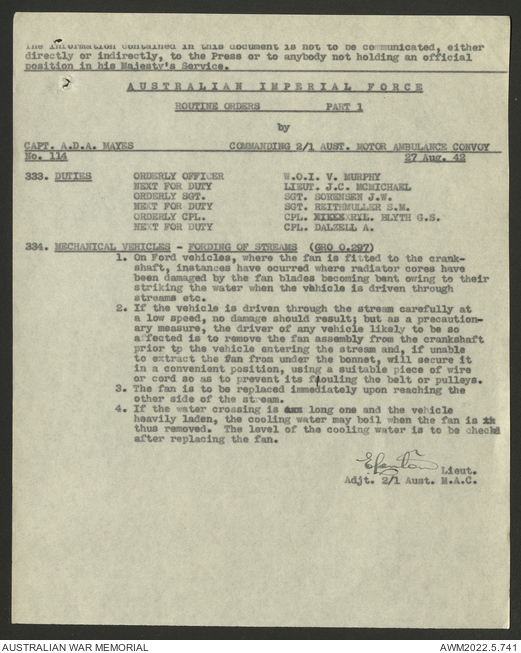 The information contained in this document is not to be communicated, either
directly or indirectly, to the Press or to anybody not holding an official
position in his Majesty's Service.
AUSTRALIAN IMPERIAL FORCE
ROUTINE ORDERS PART 1
by
CAPT. A.D.A. MAYES COMMANDING 2/1 AUST. MOTOR AMBULANCE CONVOY
No. 114 27 Aug. 42
333. DUTIES ORDERLY OFFICER W.O.I. V. MURPHY
NEXT FOR DUTY LIEUT. J.C. MCMICHAEL
ORDERLY SGT. SGT. SORENSEN J.W.
NEXT FOR DUTY SGT. REITHMULLER S.M.
ORDERLY CPL. CPL. BLYTH G.S.
NEXT FOR DUTY CPL. DALZELL A.
334. MECHANICAL VEHICLES - FORDING OF STREAMS (GRO 0.297)
1. On Ford vehicles, where the fan is fitted to the crank-
shaft, instances have ocurred where radiator cores have
been damaged by the fan blades becoming bent owing to their
striking the water when the vehicle is driven through
streams etc.
2. If the vehicle is driven through the stream carefully at
a low speed, no damage should result; but as a precaution-
ary measure, the driver of any vehicle likely to be so
affected is to remove the fan assembly from the crankshaft
prior tp the vehicle entering the stream and, if unable
to extract the fan from under the bonnet, will secure it
in a convenient position, using a suitable piece of wire
or cord so as to prevent its fouling the belt or pulleys.
3. The fan is to be replaced immediately upon reaching the
other side of the stream.
4. If the water crossing is long one and the vehicle
heavily laden, the cooling water may boil when the fan is
thus removed. The level of the cooling water is to be checkd
after replacing the fan.
Lieut.
Adjt. 2/1 Aust. M.A.C.
AUSTRALIAN WAR MEMORIAL AWM2022.5.741